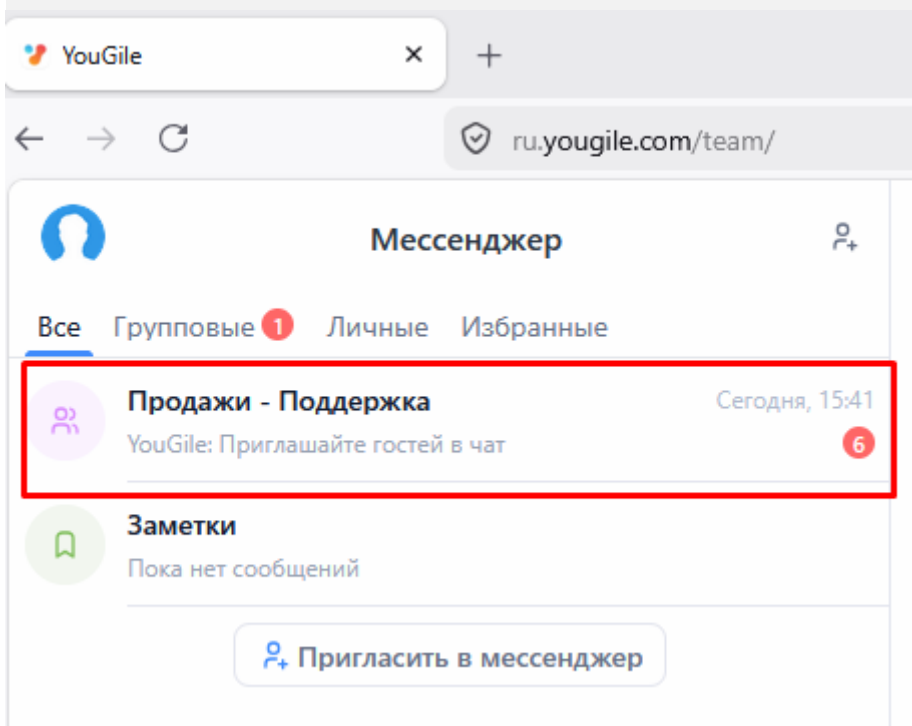 YouGile
ru.yougile.com/team/
Мессенджер
Все Групповые 1 Личные Избранные
Продажи - Поддержка Сегодня, 15:41
YouGile: Приглашайте гостей в чат 6
Заметки
Пока нет сообщений
Пригласить в мессенджер